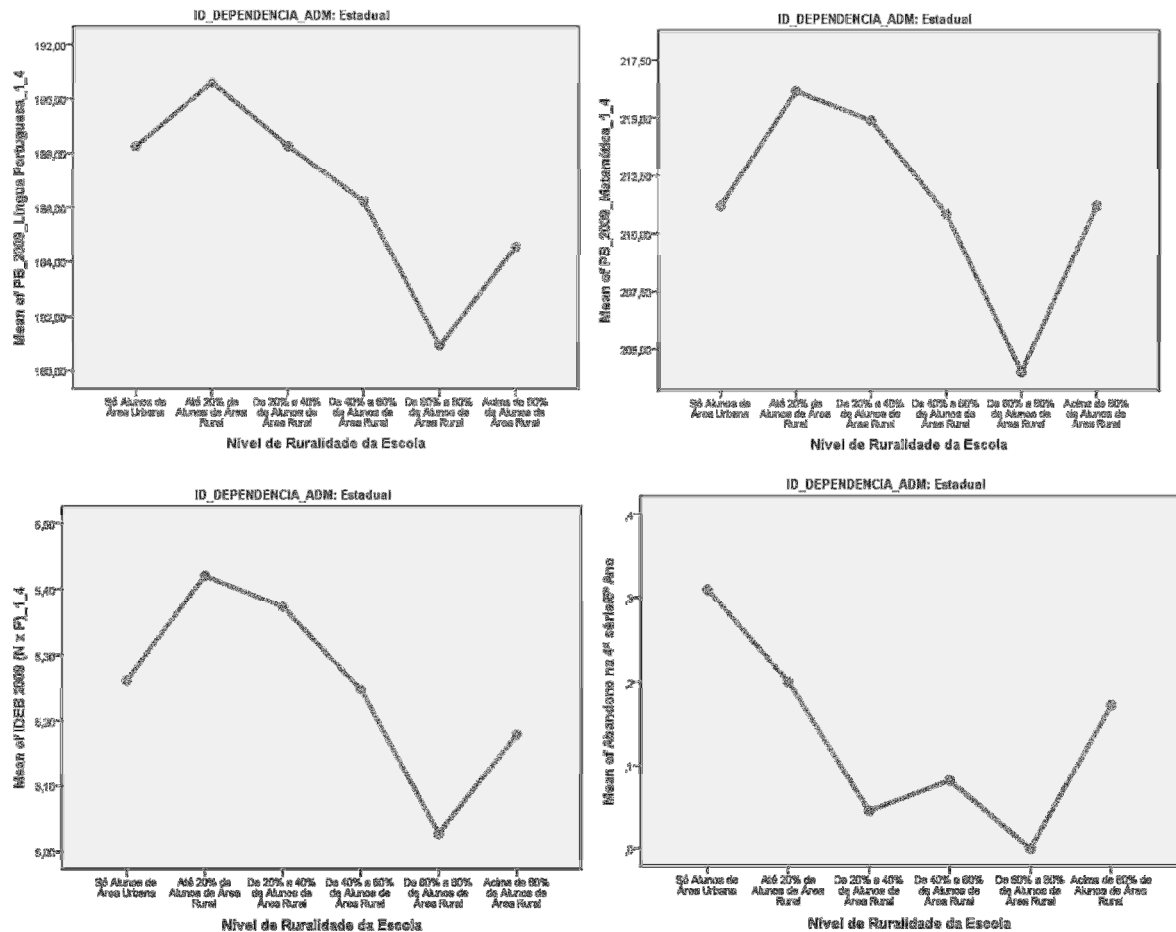 ID_DEPENDENCIA_ADM: Estadual
Mean of PB_2009_Língua Portuguesa_1_4
192,00
190,00
188,00
186,00
184,00
182,00
180,00
Só Alunos de
Área Urbana
Até 20% de
Alunos de Área
Rural
De 20% a 40%
de Alunos de
Área Rural
De 40% a 60%
de Alunos de
Área Rural
De 60% a 80%
de Alunos de
Área Rural
Acima de 80%
de Alunos de
Área Rural
Nível de Ruralidade da Escola
ID_DEPENDENCIA_ADM: Estadual
Mean of PB_2009_Matemática_1_4
217,50
215,00
212,50
210,00
207,50
205,00
Só Alunos de
Área Urbana
Até 20% de
Alunos de Área
Rural
De 20% a 40%
de Alunos de
Área Rural
De 40% a 60%
de Alunos de
Área Rural
De 60% a 80%
de Alunos de
Área Rural
Acima de 80%
de Alunos de
Área Rural
Nível de Ruralidade da Escola
ID_DEPENDENCIA_ADM: Estadual
Mean of IDEB 2009 (N x P)_1_4
5,50
5,40
5,30
5,20
5,10
5,00
Só Alunos de
Área Urbana
Até 20% de
Alunos de Área
Rural
De 20% a 40%
de Alunos de
Área Rural
De 40% a 60%
de Alunos de
Área Rural
De 60% a 80%
de Alunos de
Área Rural
Acima de 80%
de Alunos de
Área Rural
Nível de Ruralidade da Escola
ID_DEPENDENCIA_ADM: Estadual
Mean of Abandono na 4ª série/5º Ano
,4
,3
,2
,1
,0
Só Alunos de
Área Urbana
Até 20% de
Alunos de Área
Rural
De 20% a 40%
de Alunos de
Área Rural
De 40% a 60%
de Alunos de
Área Rural
De 60% a 80%
de Alunos de
Área Rural
Acima de 80% de
Alunos de Área
Rural
Nível de Ruralidade da Escola